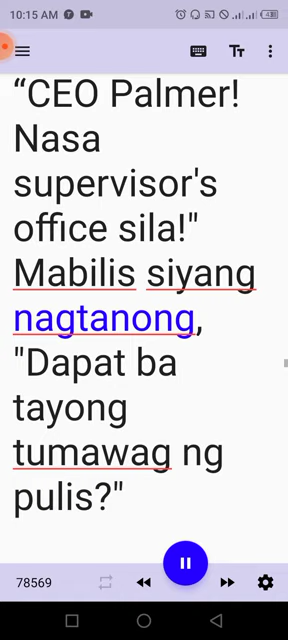 10:15 AM
Tт
“CEO Palmer!
Nasa
supervisor's
office sila!"
Mabilis siyang
nagtanong,
"Dapat ba
tayong
tumawag ng
pulis?"
78569